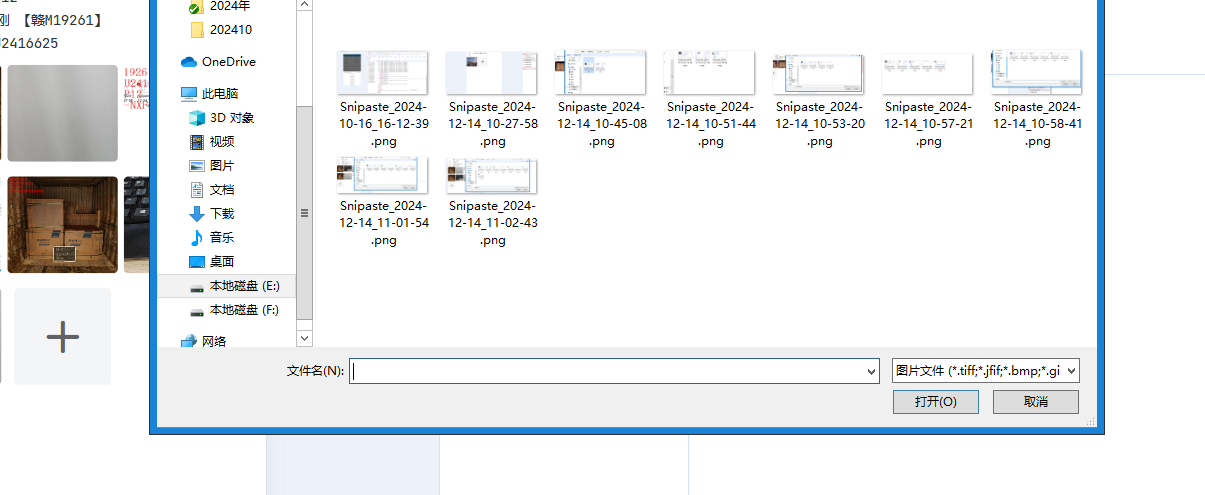 刚 【赣M19261】
2416625
2024年
202410
OneDrive
此电脑
3D 对象
视频
图片
文档
下载
音乐
桌面
本地磁盘 (E:)
本地磁盘 (F:)
网络
Snipaste_2024-
10-16_16-12-39
.png
Snipaste_2024-
12-14_10-27-58
.png
Snipaste_2024-
12-14_10-45-08
.png
Snipaste_2024-
12-14_10-51-44
.png
Snipaste_2024-
12-14_10-53-20
.png
Snipaste_2024-
12-14_10-57-21
.png
Snipaste_2024-
12-14_10-58-41
.png
Snipaste_2024-
12-14_11-01-54
.png
Snipaste_2024-
12-14_11-02-43
.png
文件名(N):
图片文件 (*.tiff;*.jfif;*.bmp;*.gi
打开(O)
取消